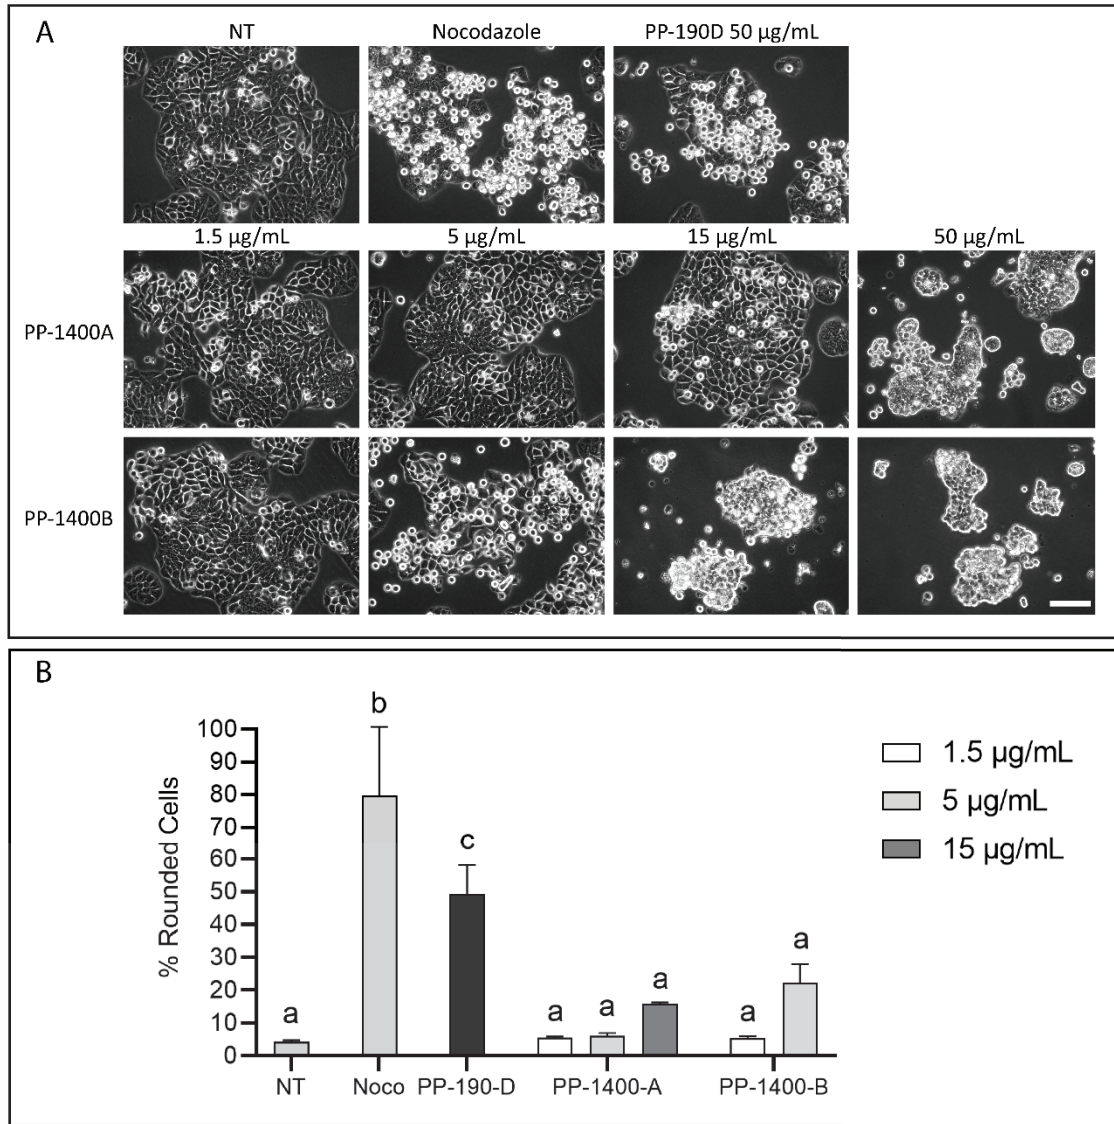 A
NT Nocodazole PP-190D 50 µg/mL
1.5 µg/mL 5 µg/mL 15 µg/mL 50 µg/mL
PP-1400A
PP-1400B
B
% Rounded Cells
100
90
80
70
60
50
40
30
20
10
0
a
b
c
a a a
a a
NT Noco PP-190-D PP-1400-A PP-1400-B
1.5 µg/mL
5 µg/mL
15 µg/mL